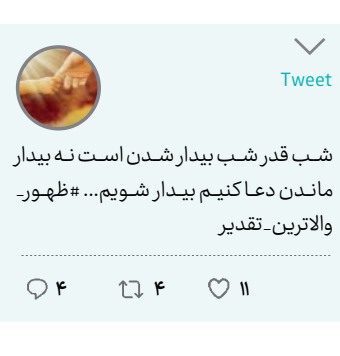 Tweet
شب قدر شب بیدار شدن است نه بیدار
ماندن دعا کنیم بیدار شویم... #ظهور_
والاترین_تقدیر
۴ ۴ ۱۱